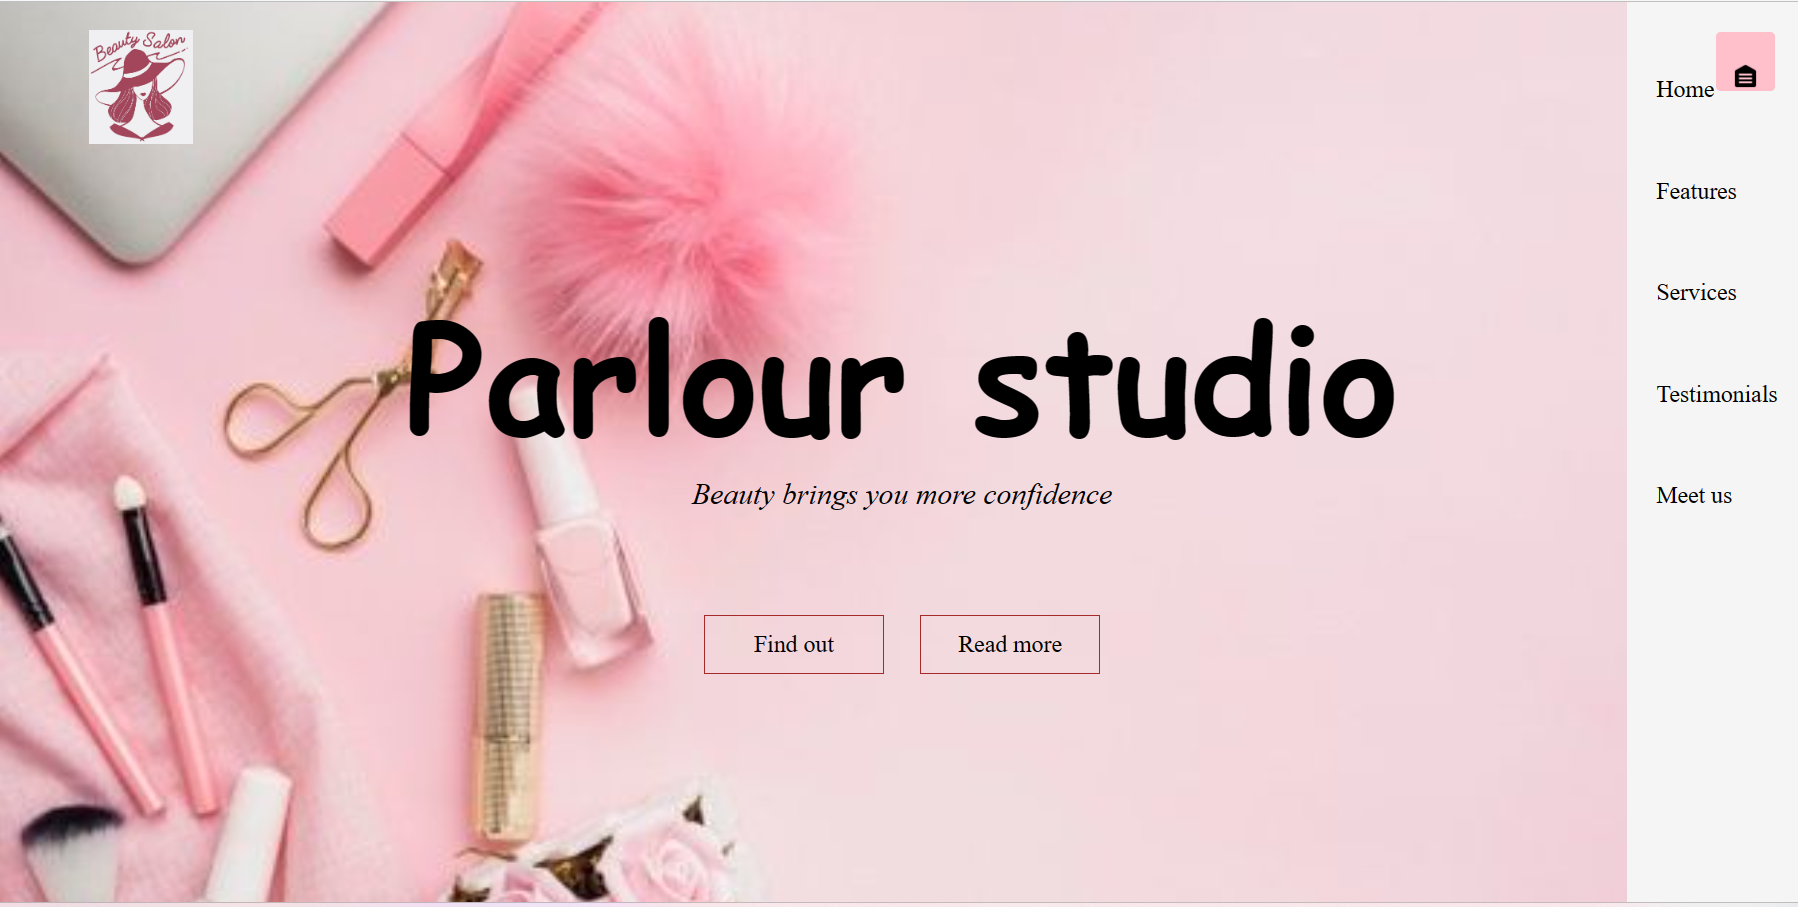 Beauty Salon
Home
Features
Services
Testimonials
Meet us
Parlour studio
Beauty brings you more confidence
Find out
Read more